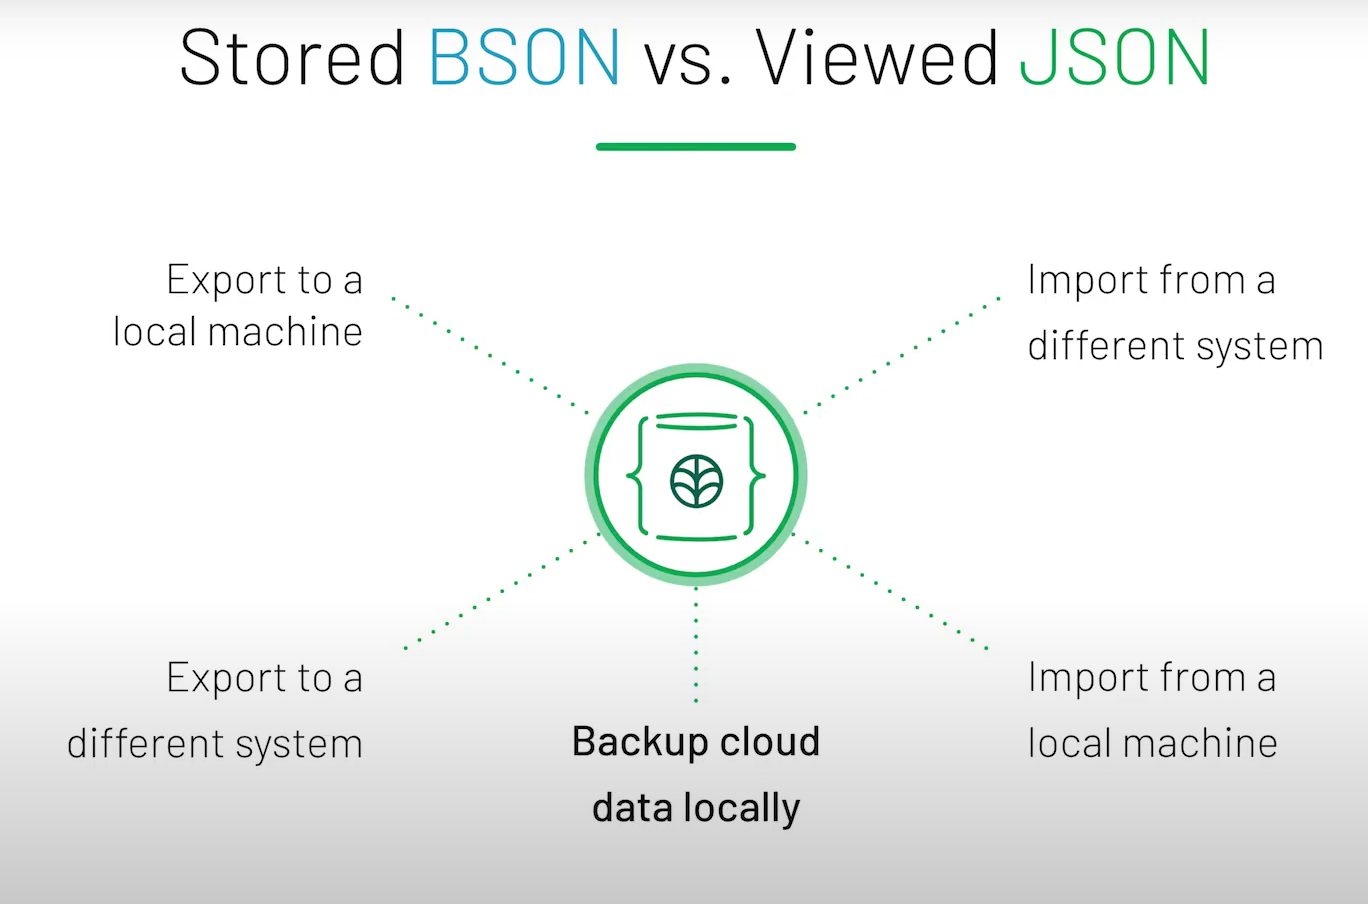 Stored BSON vs. Viewed JSON
Export to a
local machine
Import from a
different system
Export to a
different system
Backup cloud
data locally
Import from a
local machine